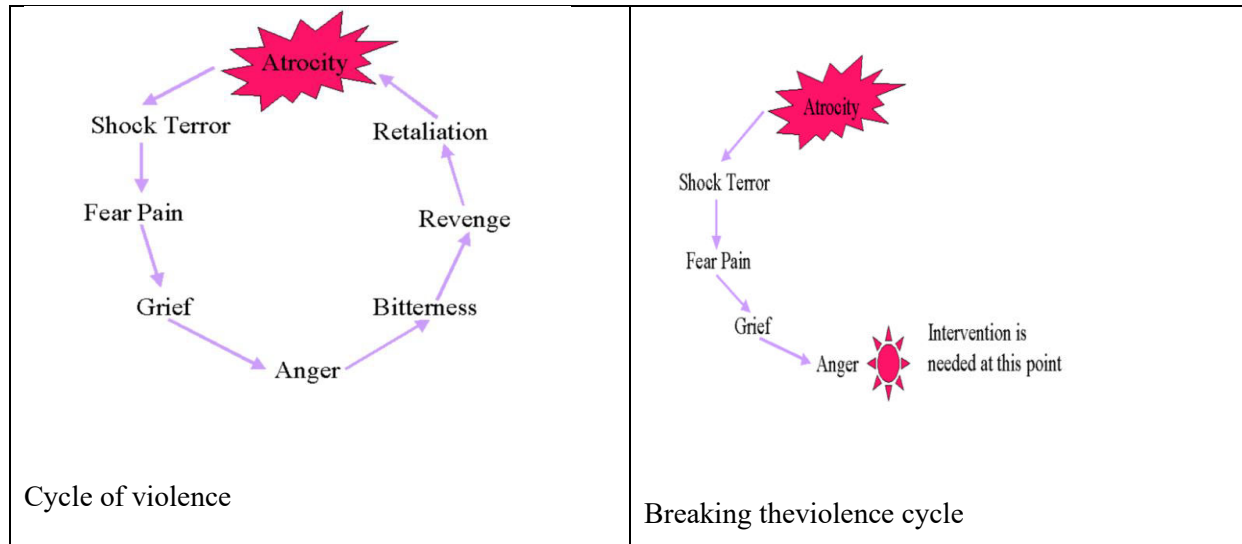 Atrocity
Shock Terror
Fear Pain
Grief
Anger
Bitterness
Revenge
Retaliation
Cycle of violence
Atrocity
Shock Terror
Fear Pain
Grief
Anger
Intervention is
needed at this point
Breaking theviolence cycle